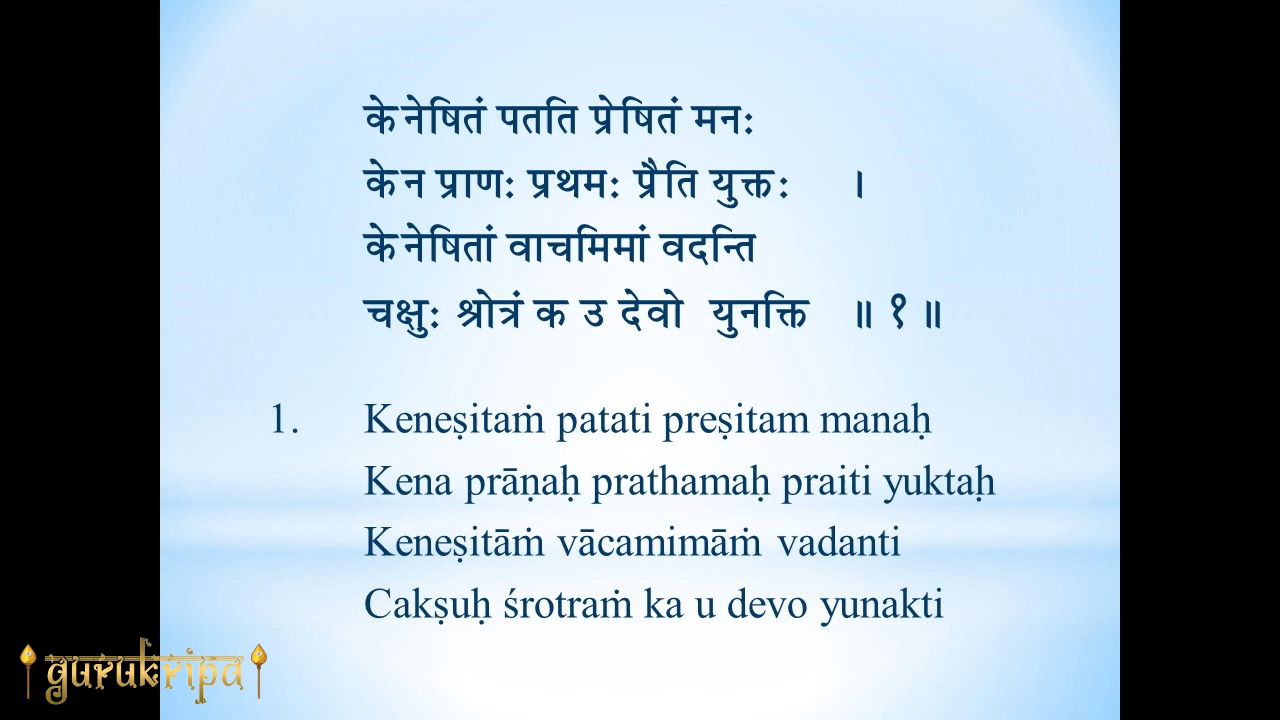 केनेषितं पतति प्रेषितं मनः
केन प्राणः प्रथमः प्रैति युक्तः ।
केनेषितां वाचमिमां वदन्ति
चक्षुः श्रोत्रं क उ देवो युनक्ति ॥ १ ॥
1. Keneṣitaṁ patati preṣitam manaḥ
Kena prāṇaḥ prathamaḥ praiti yuktaḥ
Keneṣitāṁ vācamimāṁ vadanti
Cakṣuḥ śrotraṁ ka u devo yunakti
gurukripa